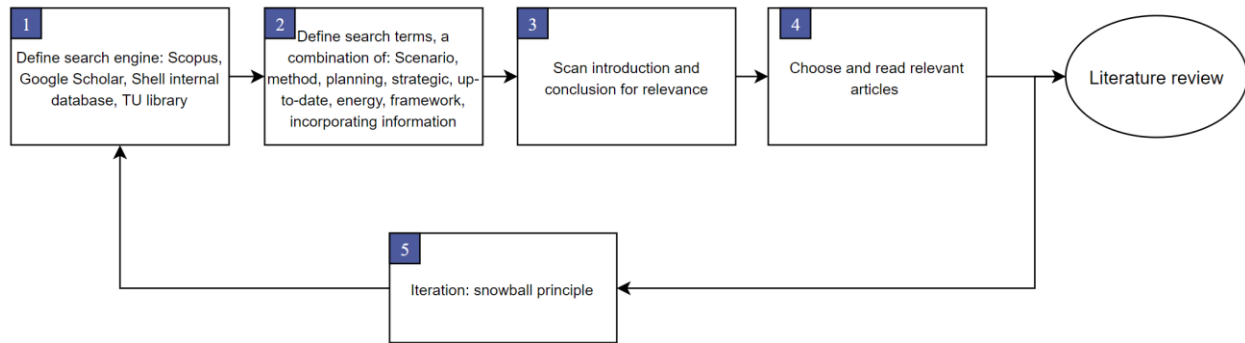 1
Define search engine: Scopus,
Google Scholar, Shell internal
database, TU library
2
Define search terms, a
combination of: Scenario,
method, planning, strategic, up-
to-date, energy, framework,
incorporating information
3
Scan introduction and
conclusion for relevance
4
Choose and read relevant
articles
Literature review
5
Iteration: snowball principle